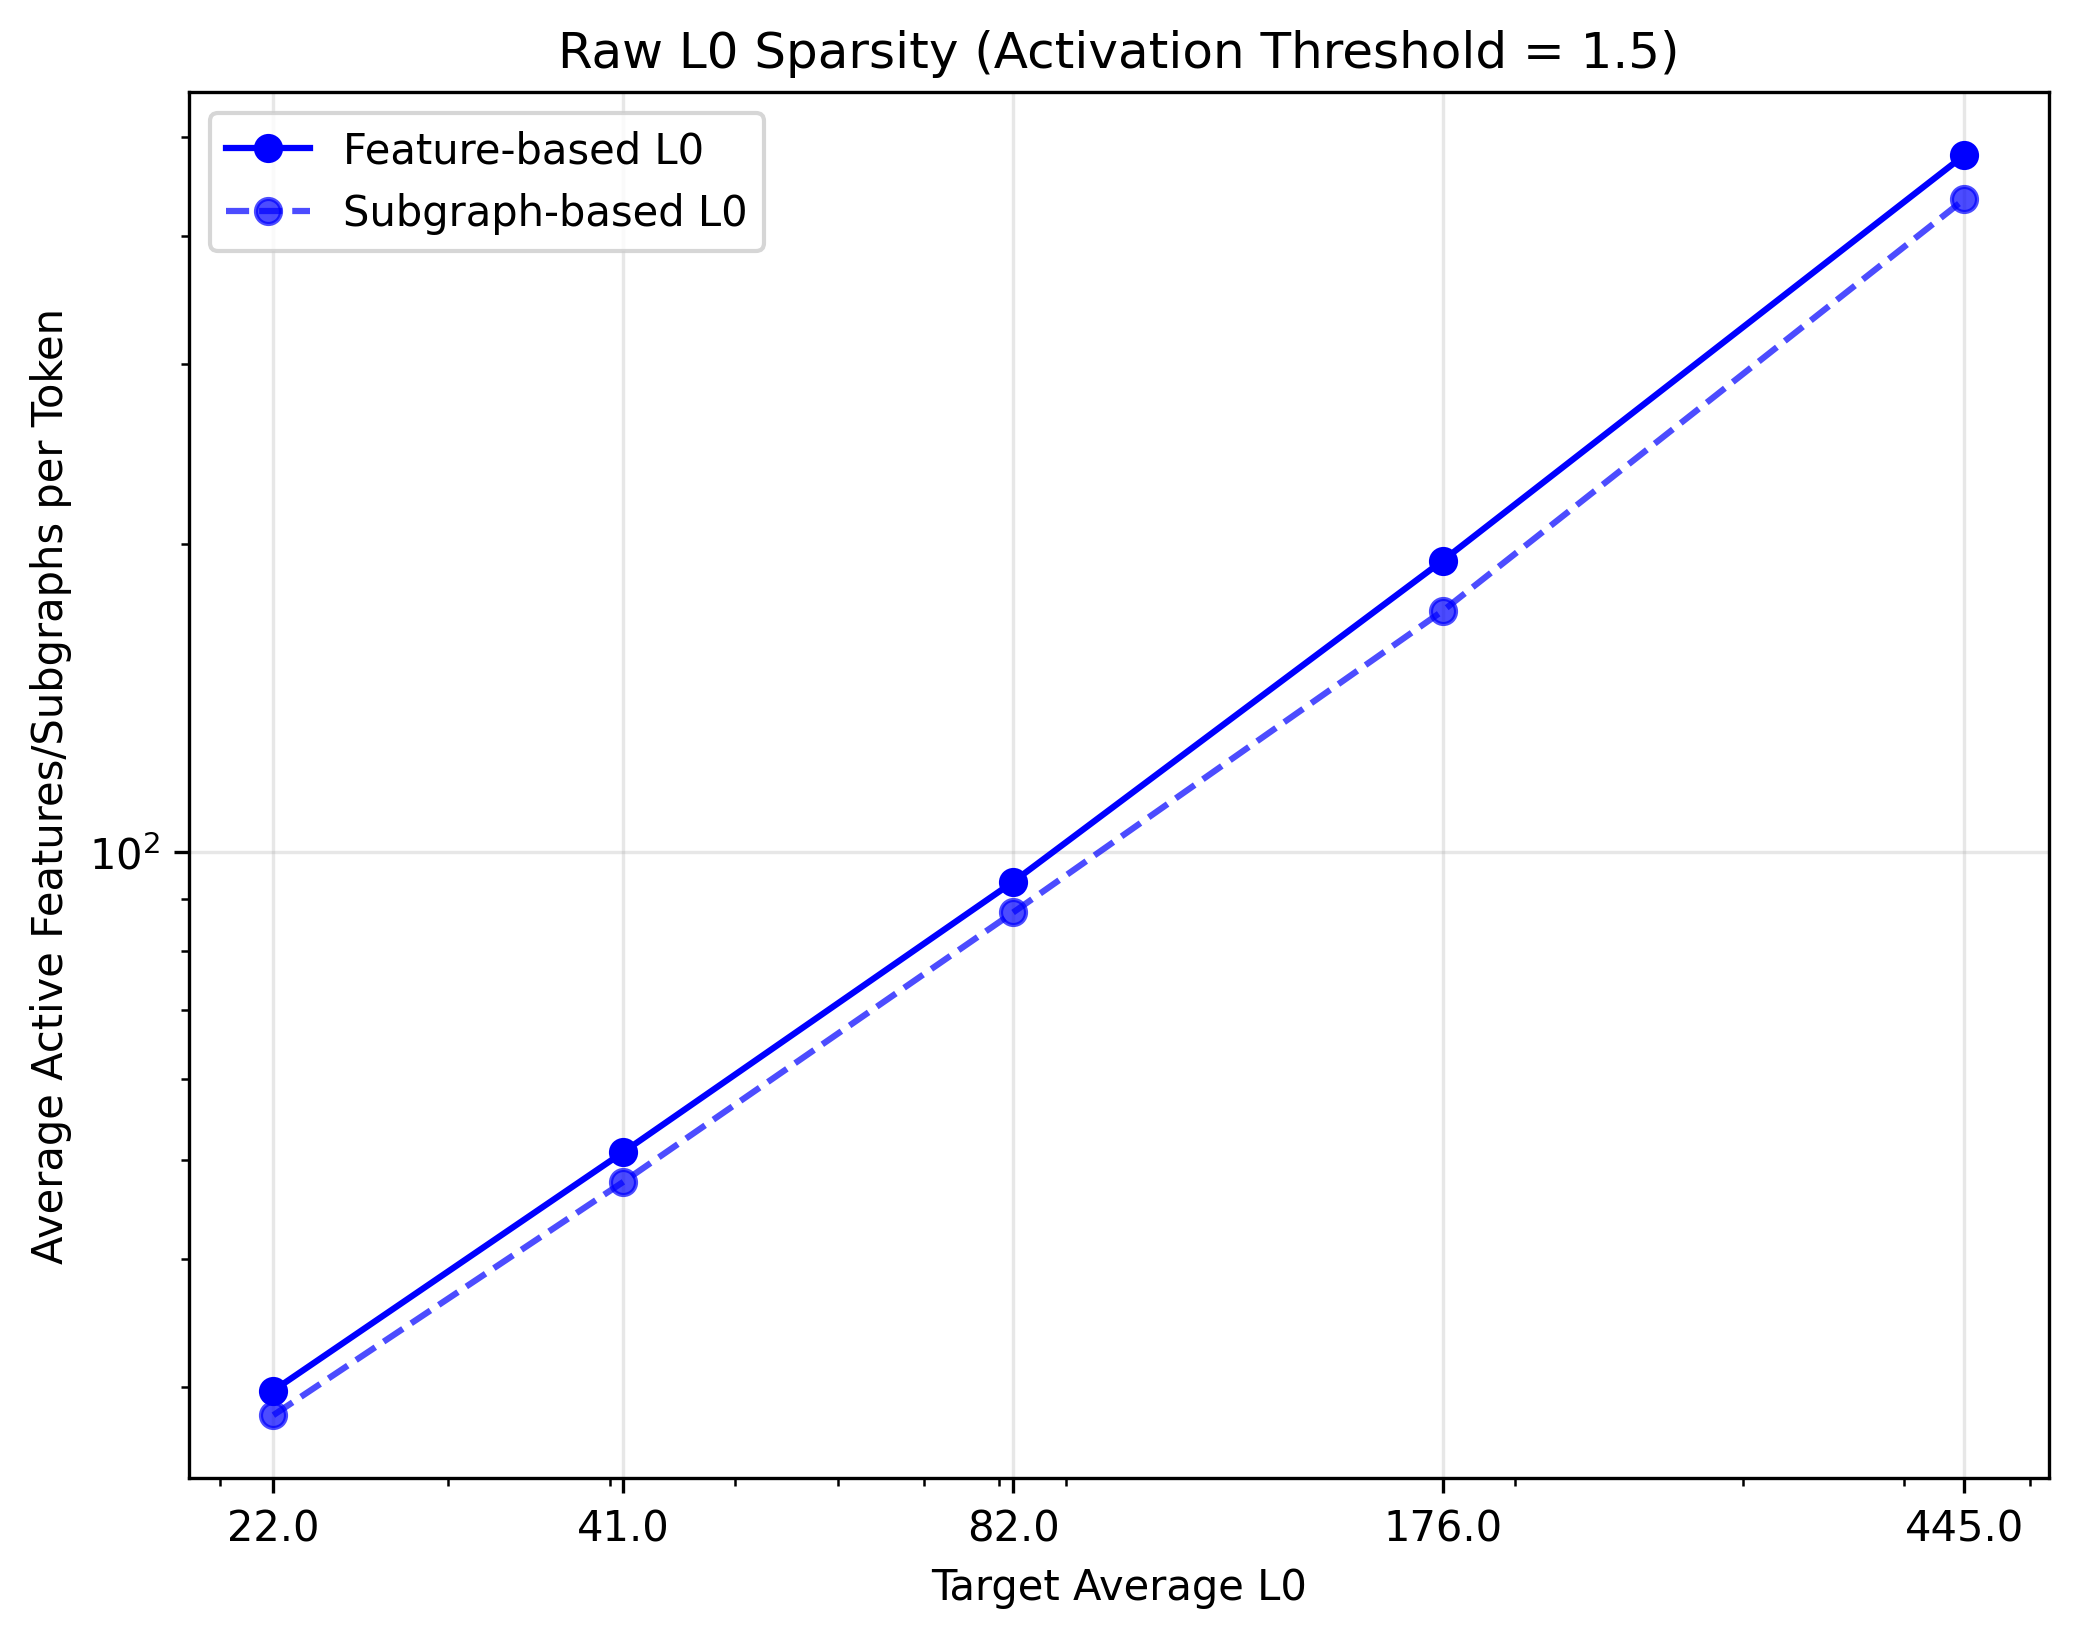 Raw L0 Sparsity (Activation Threshold = 1.5)
Feature-based L0
Subgraph-based L0
Average Active Features/Subgraphs per Token
10²
22.0
41.0
82.0
176.0
445.0
Target Average L0